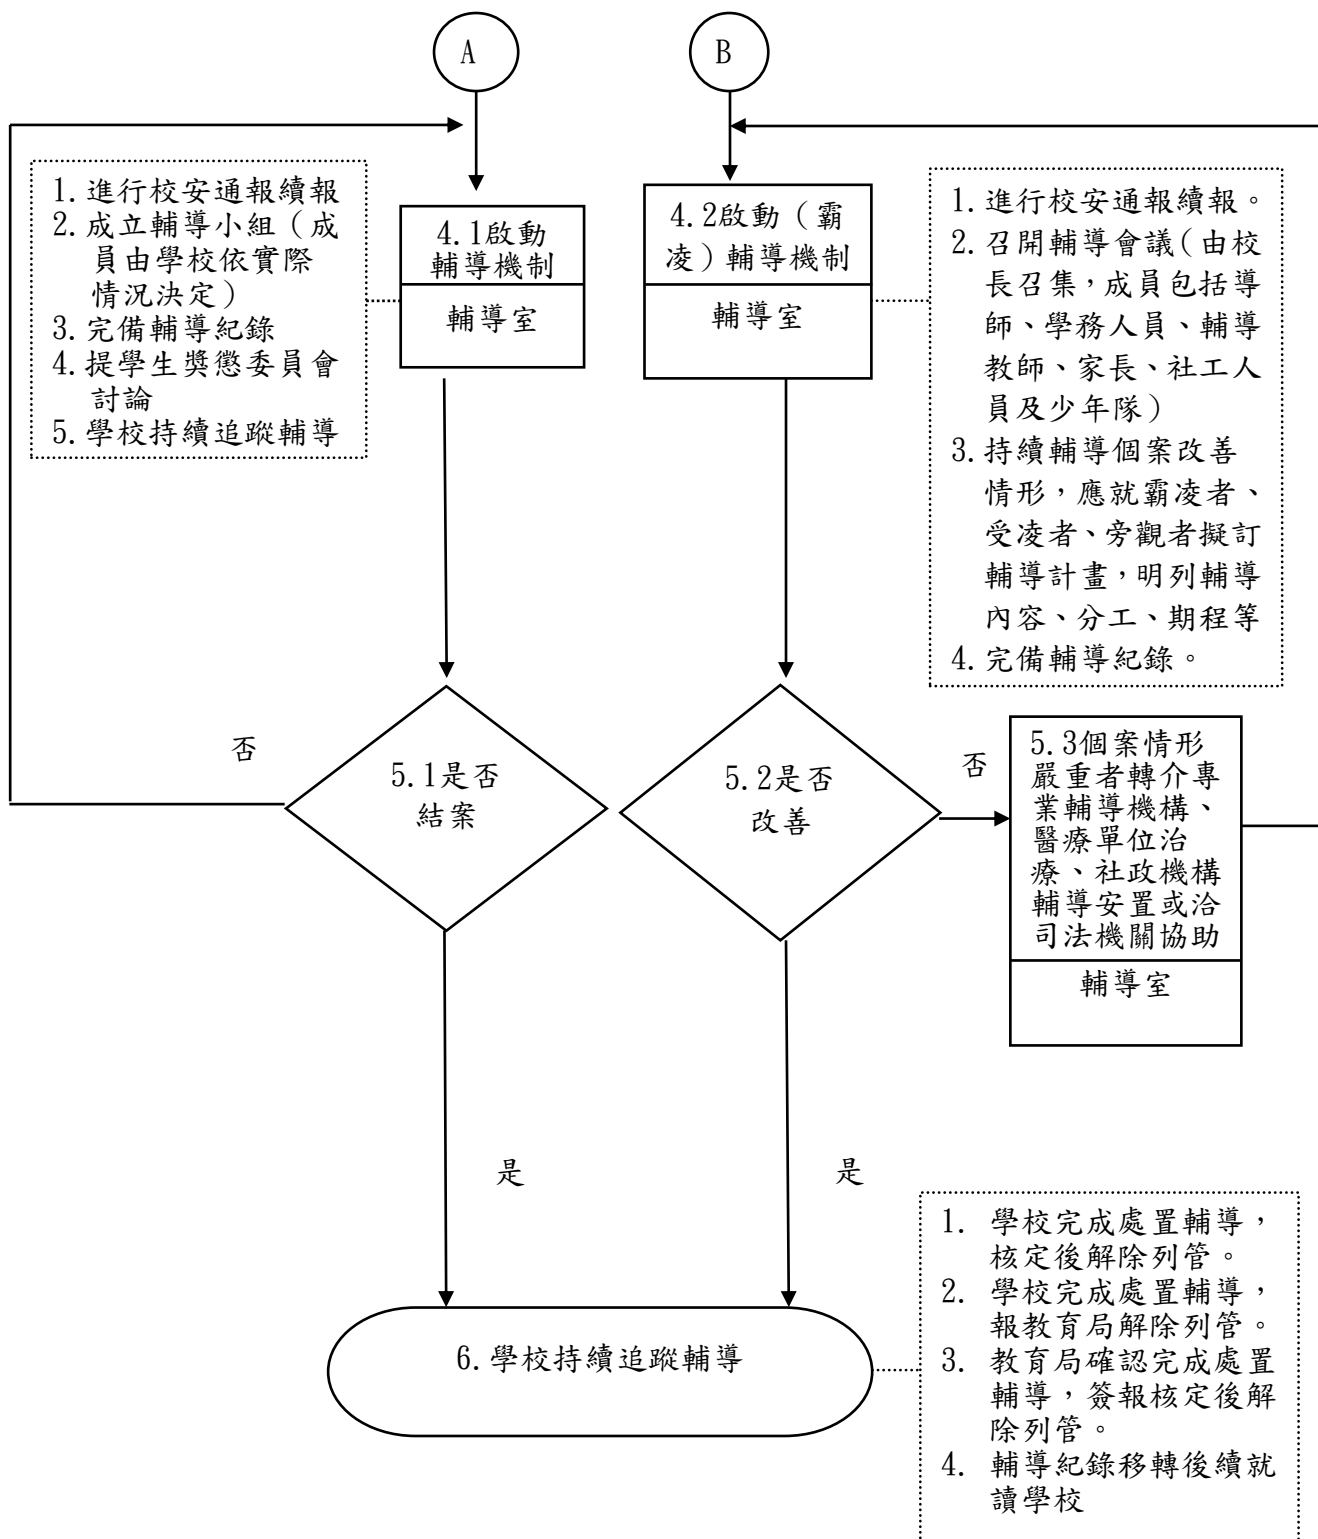 A
B
1.進行校安通報續報
2.成立輔導小組（成
員由學校依實際
情況決定）
3.完備輔導紀錄
4.提學生獎懲委員會
討論
5.學校持續追蹤輔導
4.1啟動
輔導機制
輔導室
4.2啟動（霸
凌）輔導機制
輔導室
1.進行校安通報續報。
2.召開輔導會議(由校
長召集，成員包括導
師、學務人員、輔導
教師、家長、社工人
員及少年隊）
3.持續輔導個案改善
情形，應就霸凌者、
受凌者、旁觀者擬訂
輔導計畫，明列輔導
內容、分工、期程等
4.完備輔導紀錄。
否
5.1是否
結案
5.2是否
改善
否
5.3個案情形
嚴重者轉介專
業輔導機構、
醫療單位治
療、社政機構
輔導安置或洽
司法機關協助
輔導室
是
是
6.學校持續追蹤輔導
1. 學校完成處置輔導，
核定後解除列管。
2. 學校完成處置輔導，
報教育局解除列管。
3. 教育局確認完成處置
輔導，簽報核定後解
除列管。
4. 輔導紀錄移轉後續就
讀學校